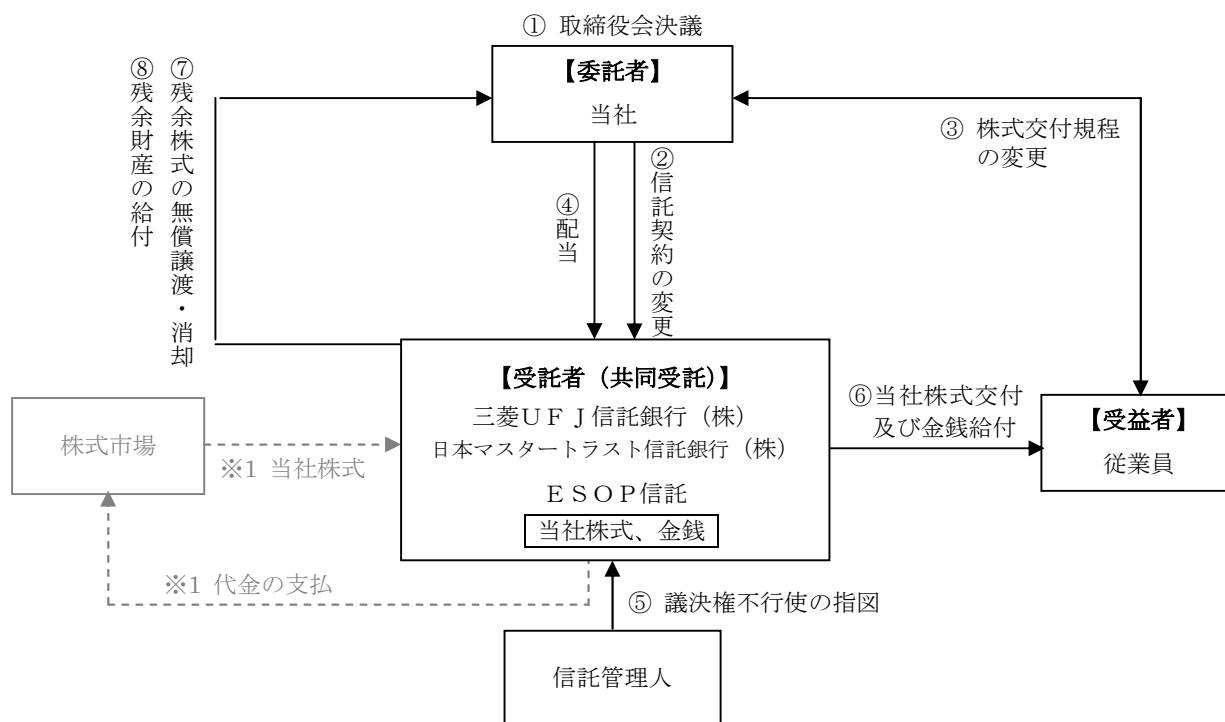 ① 取締役会決議
【委託者】
当社
⑧残余財産の給付
⑦残余株式の無償譲渡・消却
④配当
②信託契約の変更
③ 株式交付規程
の変更
【受託者（共同受託）】
三菱ＵＦＪ信託銀行（株）
日本マスタートラスト信託銀行（株）
ＥＳＯＰ信託
当社株式、金銭
株式市場
※1 当社株式
※1 代金の支払
⑥当社株式交付
及び金銭給付
【受益者】
従業員
⑤ 議決権不行使の指図
信託管理人